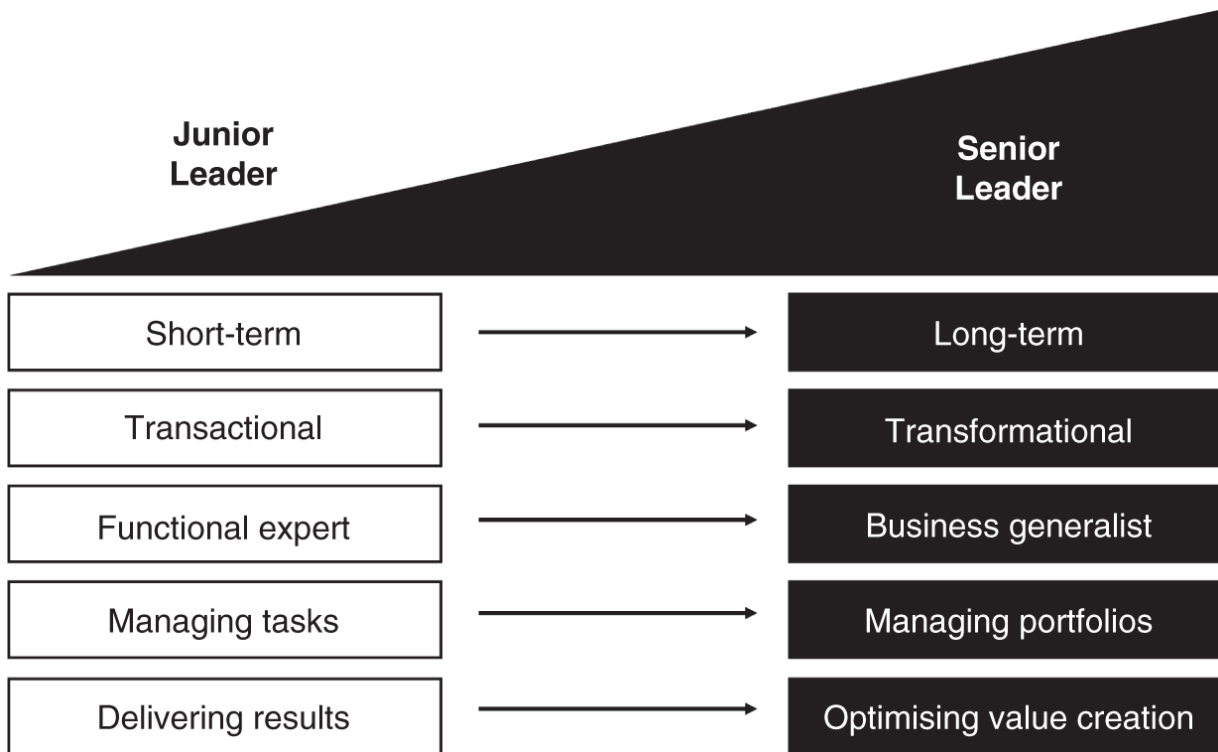 Junior
Leader
Senior
Leader
Short-term
Long-term
Transactional
Transformational
Functional expert
Business generalist
Managing tasks
Managing portfolios
Delivering results
Optimising value creation